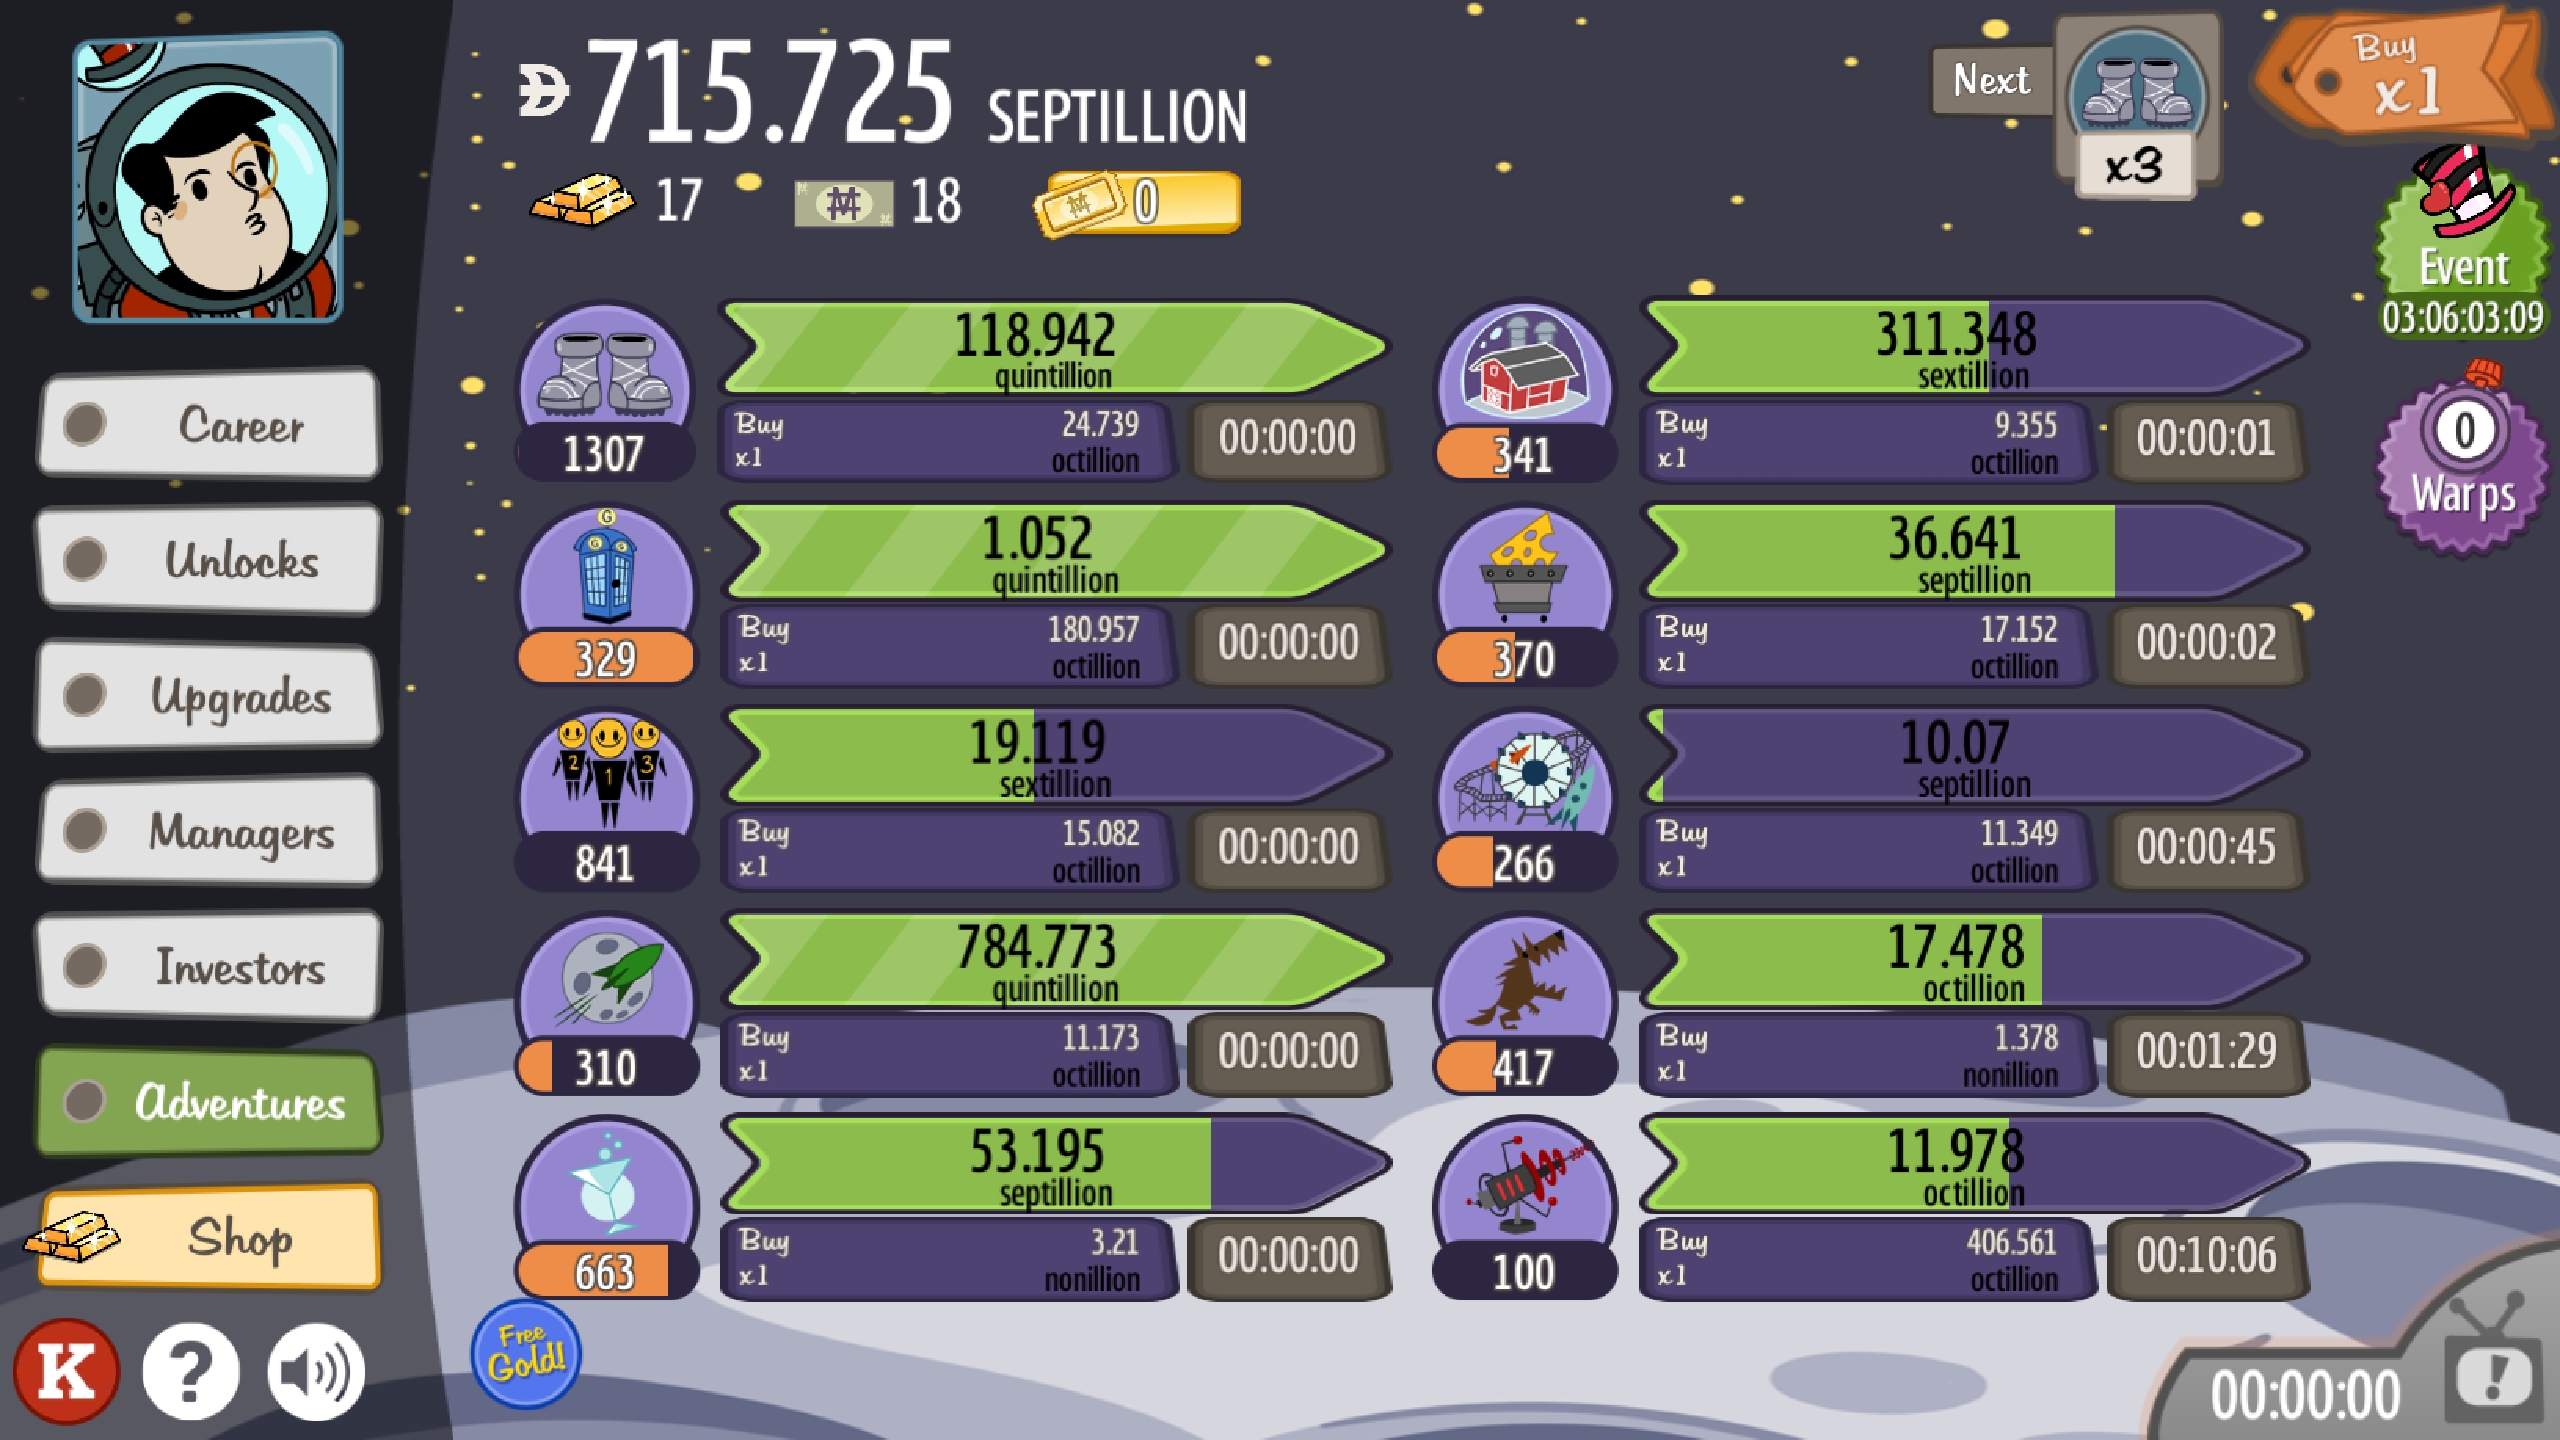 715.725 SEPTILLION
17
18
0
Next
x3
Buy
x1
Event
03:06:03:09
0
Warps
Career
Unlocks
Upgrades
Managers
Investors
Adventures
Shop
K
?
Free
Gold!
1307
118.942
quintillion
Buy
x1
24.739
octillion
00:00:00
G
G G
329
1.052
quintillion
Buy
x1
180.957
octillion
00:00:00
2 1 3
841
19.119
sextillion
Buy
x1
15.082
octillion
00:00:00
310
784.773
quintillion
Buy
x1
11.173
octillion
00:00:00
663
53.195
septillion
Buy
x1
3.21
nonillion
00:00:00
341
311.348
sextillion
Buy
x1
9.355
octillion
00:00:01
370
36.641
septillion
Buy
x1
17.152
octillion
00:00:02
266
10.07
septillion
Buy
x1
11.349
octillion
00:00:45
417
17.478
octillion
Buy
x1
1.378
nonillion
00:01:29
100
11.978
octillion
Buy
x1
406.561
octillion
00:10:06
00:00:00
!